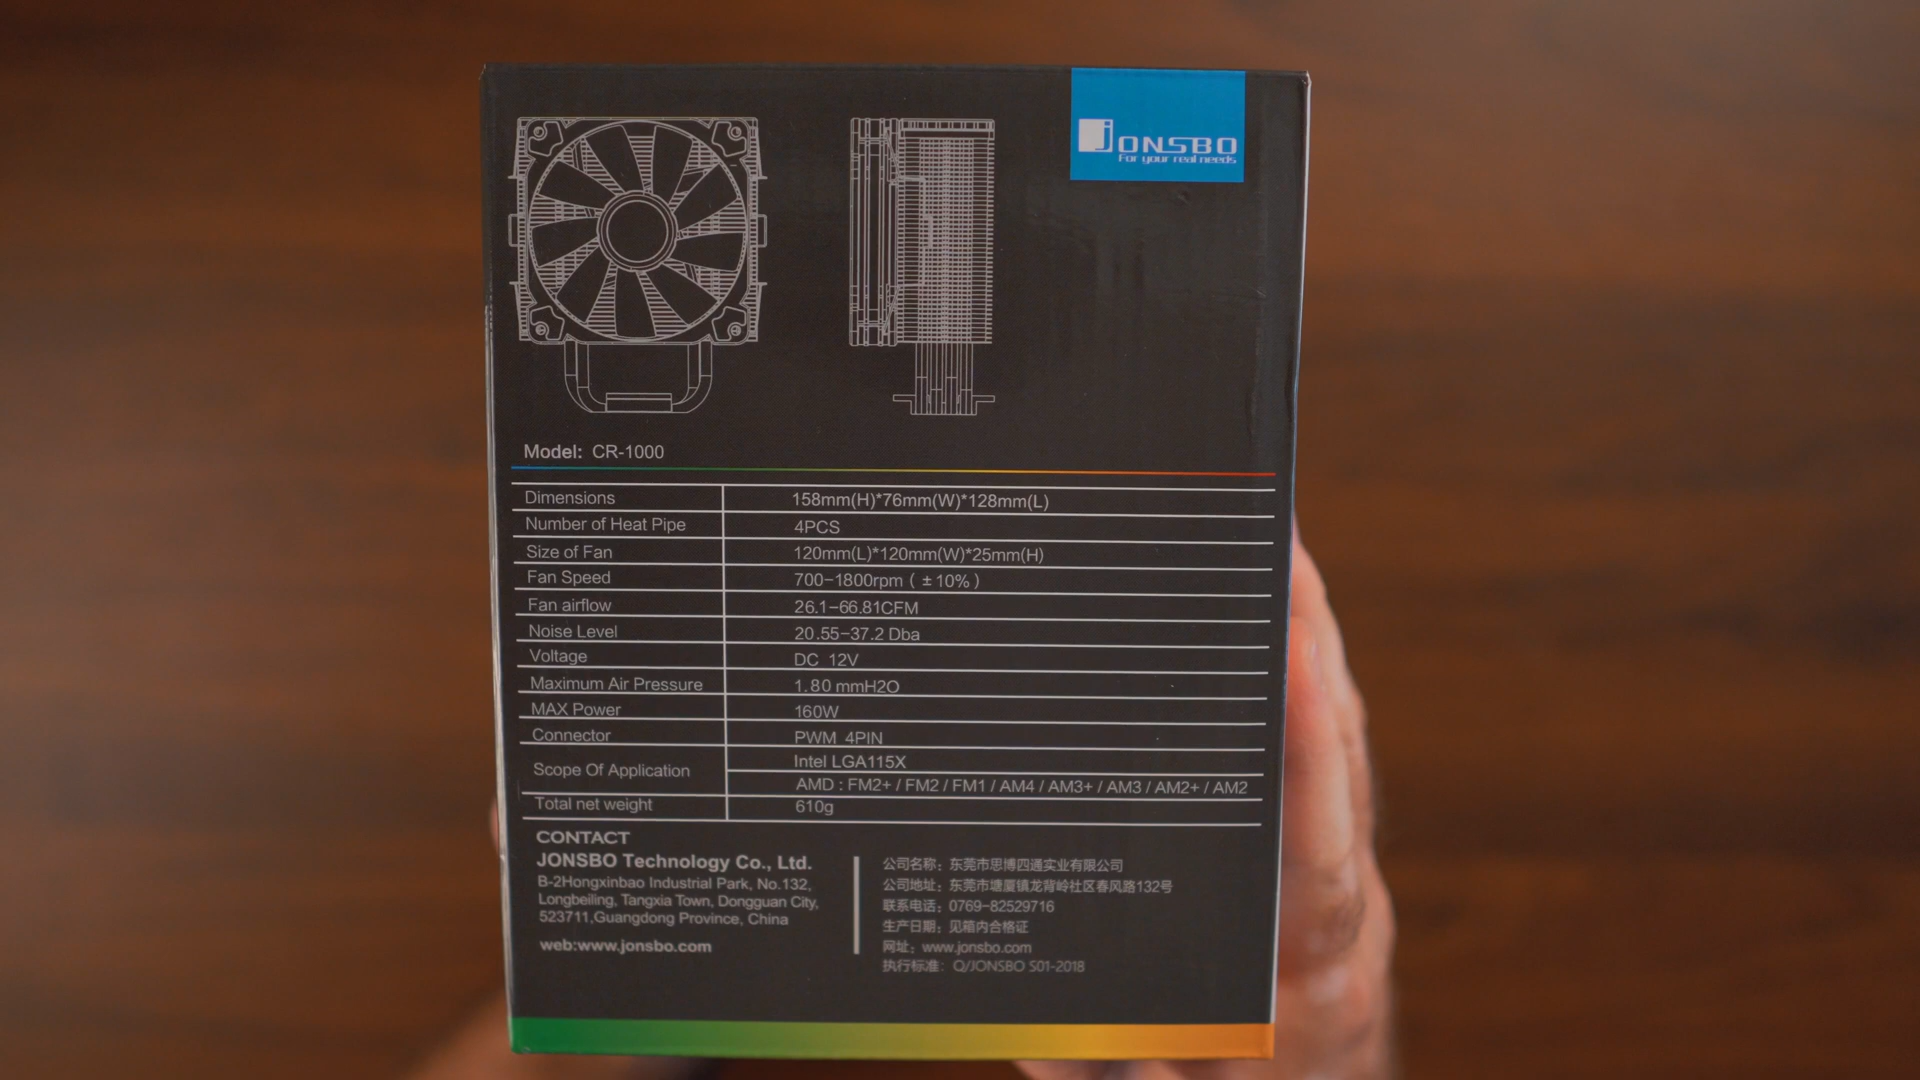 JONSBO
For your real needs
Model: CR-1000
Dimensions 158mm(H)*76mm(W)*128mm(L)
Number of Heat Pipe 4PCS
Size of Fan 120mm(L)*120mm(W)*25mm(H)
Fan Speed 700-1800rpm ( ±10% )
Fan airflow 26.1-66.81CFM
Noise Level 20.55-37.2 Dba
Voltage DC 12V
Maximum Air Pressure 1.80 mmH2O
MAX Power 160W
Connector PWM 4PIN
Scope Of Application Intel LGA115X
AMD : FM2+ / FM2 / FM1 / AM4 / AM3+ / AM3 / AM2+ / AM2
Total net weight 610g
CONTACT
JONSBO Technology Co., Ltd.
B-2Hongxinbao Industrial Park, No.132,
Longbeiling, Tangxia Town, Dongguan City,
523711,Guangdong Province, China
web:www.jonsbo.com
公司名称：东莞市思博四通实业有限公司
公司地址：东莞市塘厦镇龙背岭社区春风路132号
联系电话：0769-82529716
生产日期：见箱内合格证
网址：www.jonsbo.com
执行标准：Q/JONSBO S01-2018